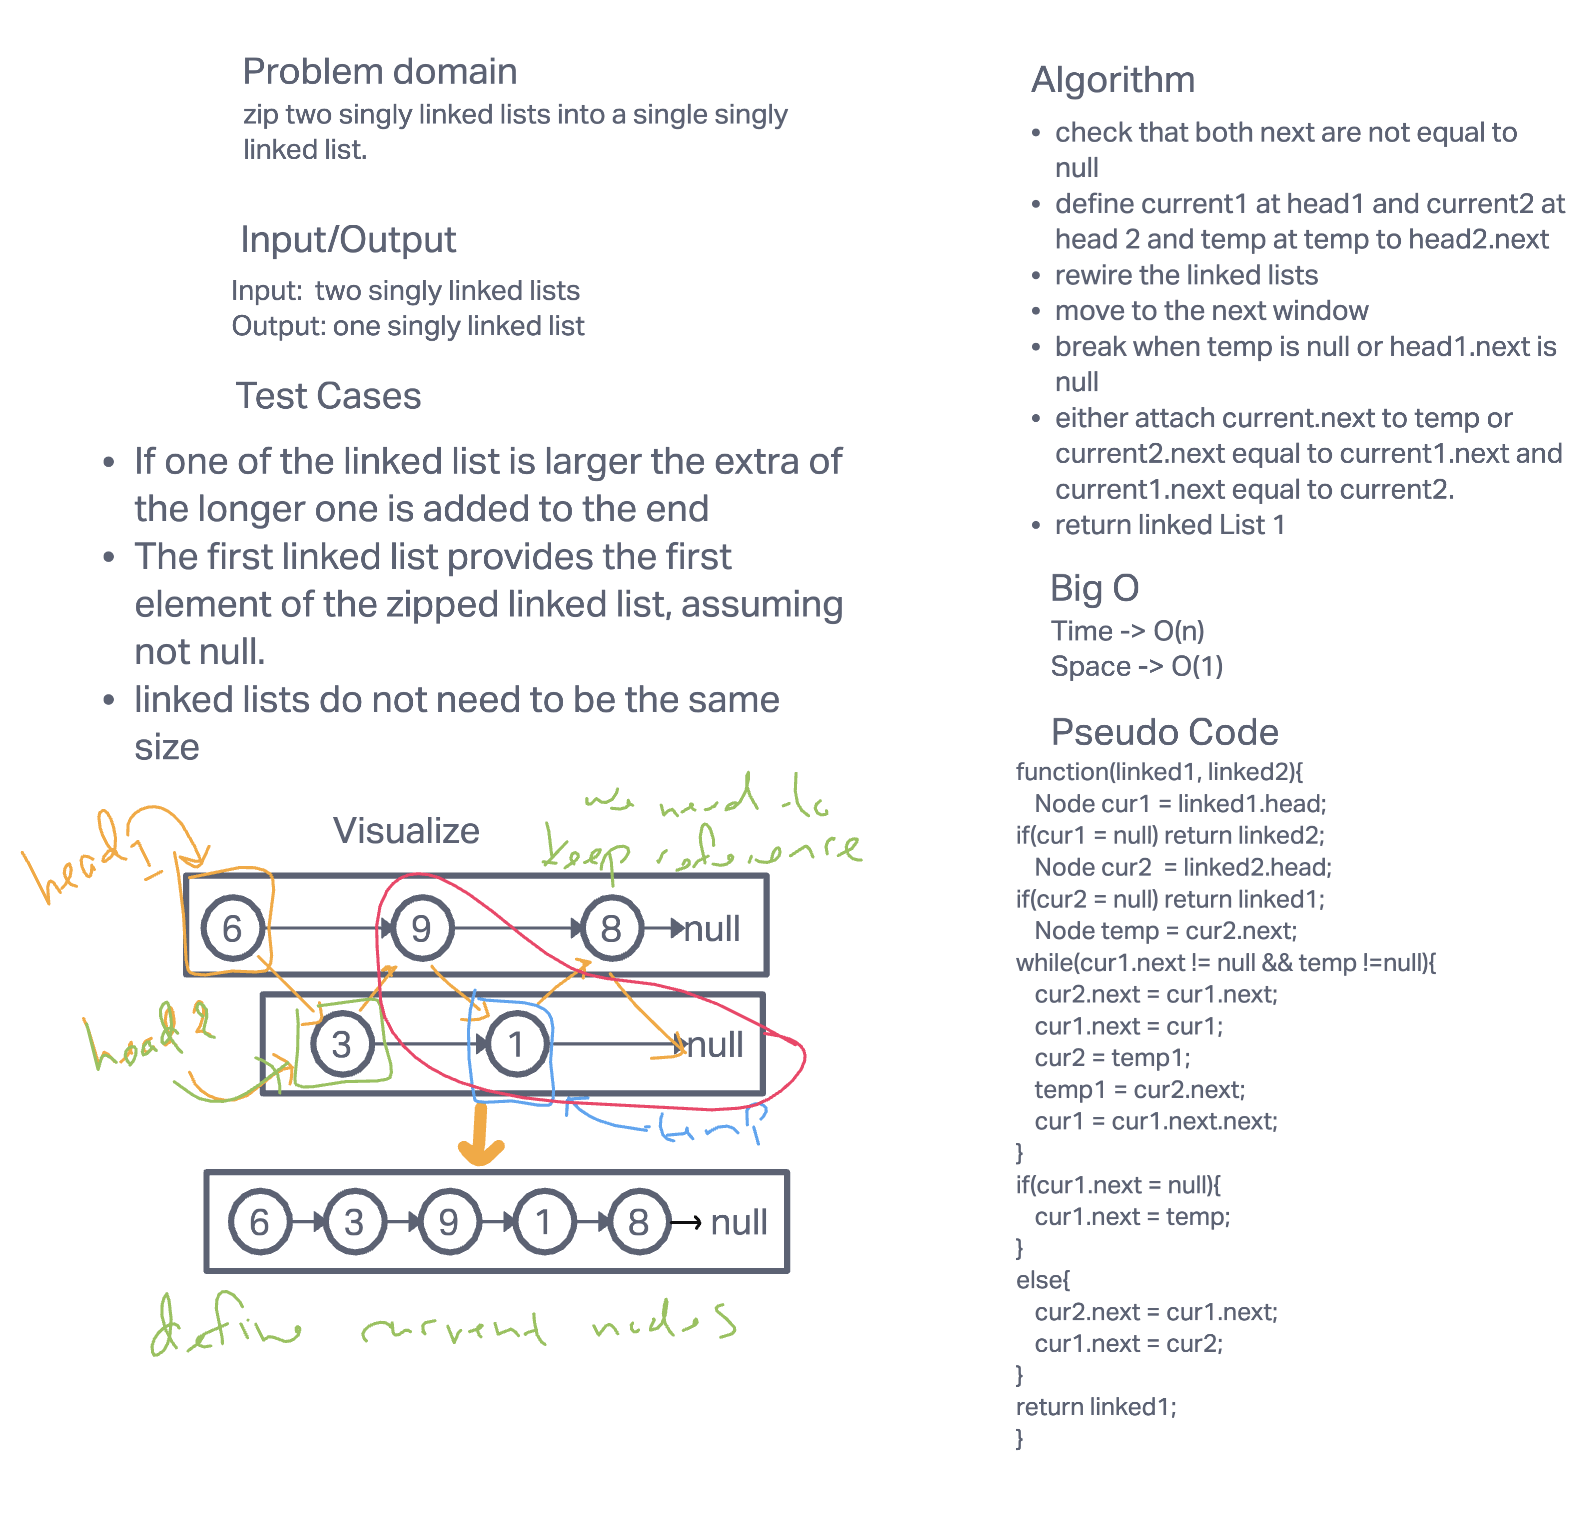 Problem domain
zip two singly linked lists into a single singly
linked list.
Input/Output
Input:  two singly linked lists
Output: one singly linked list
Test Cases
• If one of the linked list is larger the extra of
the longer one is added to the end
• The first linked list provides the first
element of the zipped linked list, assuming
not null.
• linked lists do not need to be the same
size
we need to
keep reference
Visualize
head1
6 9 8 null
head2
3 1 null
temp
6 3 9 1 8 null
define current nodes
Algorithm
• check that both next are not equal to
null
• define current1 at head1 and current2 at
head 2 and temp at temp to head2.next
• rewire the linked lists
• move to the next window
• break when temp is null or head1.next is
null
• either attach current.next to temp or
current2.next equal to current1.next and
current1.next equal to current2.
• return linked List 1
Big O
Time -> O(n)
Space -> O(1)
Pseudo Code
function(linked1, linked2){
Node cur1 = linked1.head;
if(cur1 = null) return linked2;
Node cur2  = linked2.head;
if(cur2 = null) return linked1;
Node temp = cur2.next;
while(cur1.next != null && temp !=null){
cur2.next = cur1.next;
cur1.next = cur1;
cur2 = temp1;
temp1 = cur2.next;
cur1 = cur1.next.next;
}
if(cur1.next = null){
cur1.next = temp;
}
else{
cur2.next = cur1.next;
cur1.next = cur2;
}
return linked1;
}